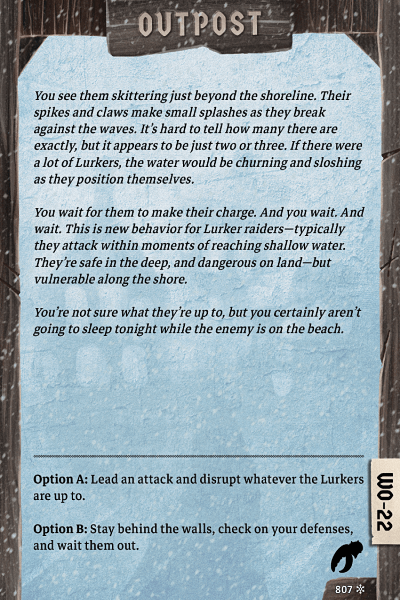 OUTPOST
You see them skittering just beyond the shoreline. Their
spikes and claws make small splashes as they break
against the waves. It's hard to tell how many there are
exactly, but it appears to be just two or three. If there were
a lot of Lurkers, the water would be churning and sloshing
as they position themselves.
You wait for them to make their charge. And you wait. And
wait. This is new behavior for Lurker raiders—typically
they attack within moments of reaching shallow water.
They're safe in the deep, and dangerous on land—but
vulnerable along the shore.
You're not sure what they're up to, but you certainly aren't
going to sleep tonight while the enemy is on the beach.
Option A: Lead an attack and disrupt whatever the Lurkers
are up to.
Option B: Stay behind the walls, check on your defenses,
and wait them out.
WO-22
807